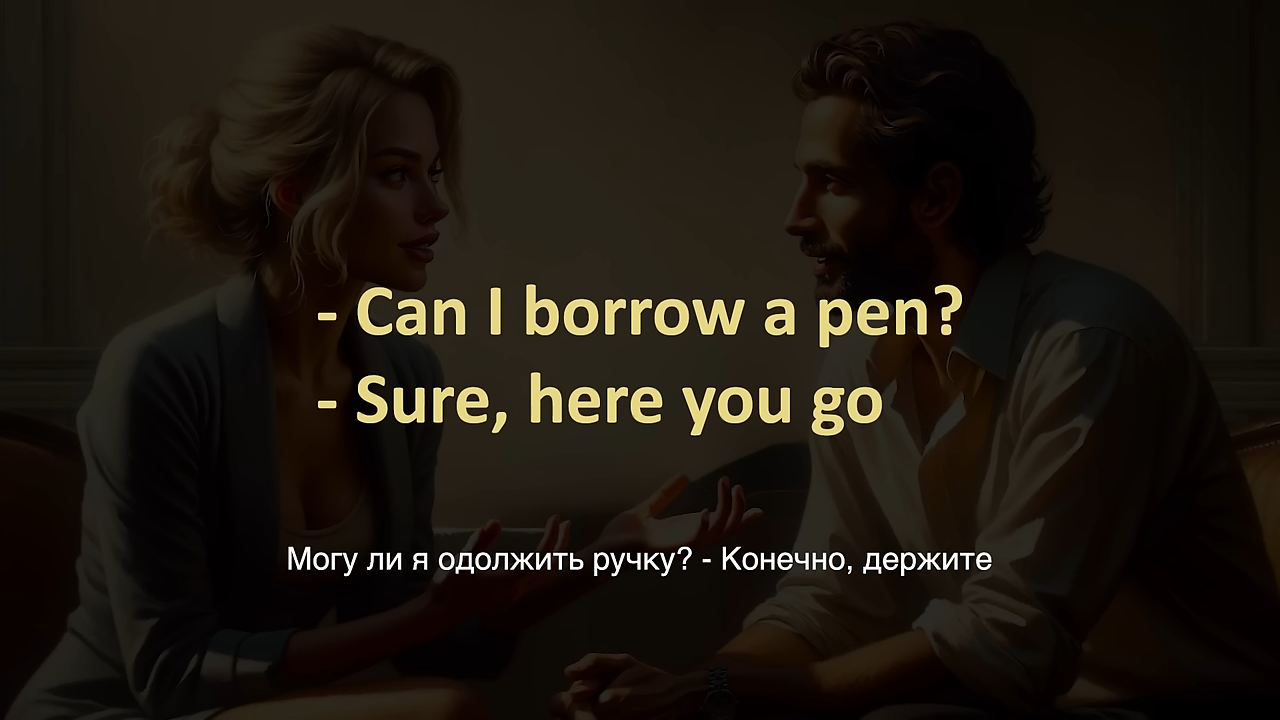 - Can I borrow a pen?
- Sure, here you go
Могу ли я одолжить ручку? - Конечно, держите